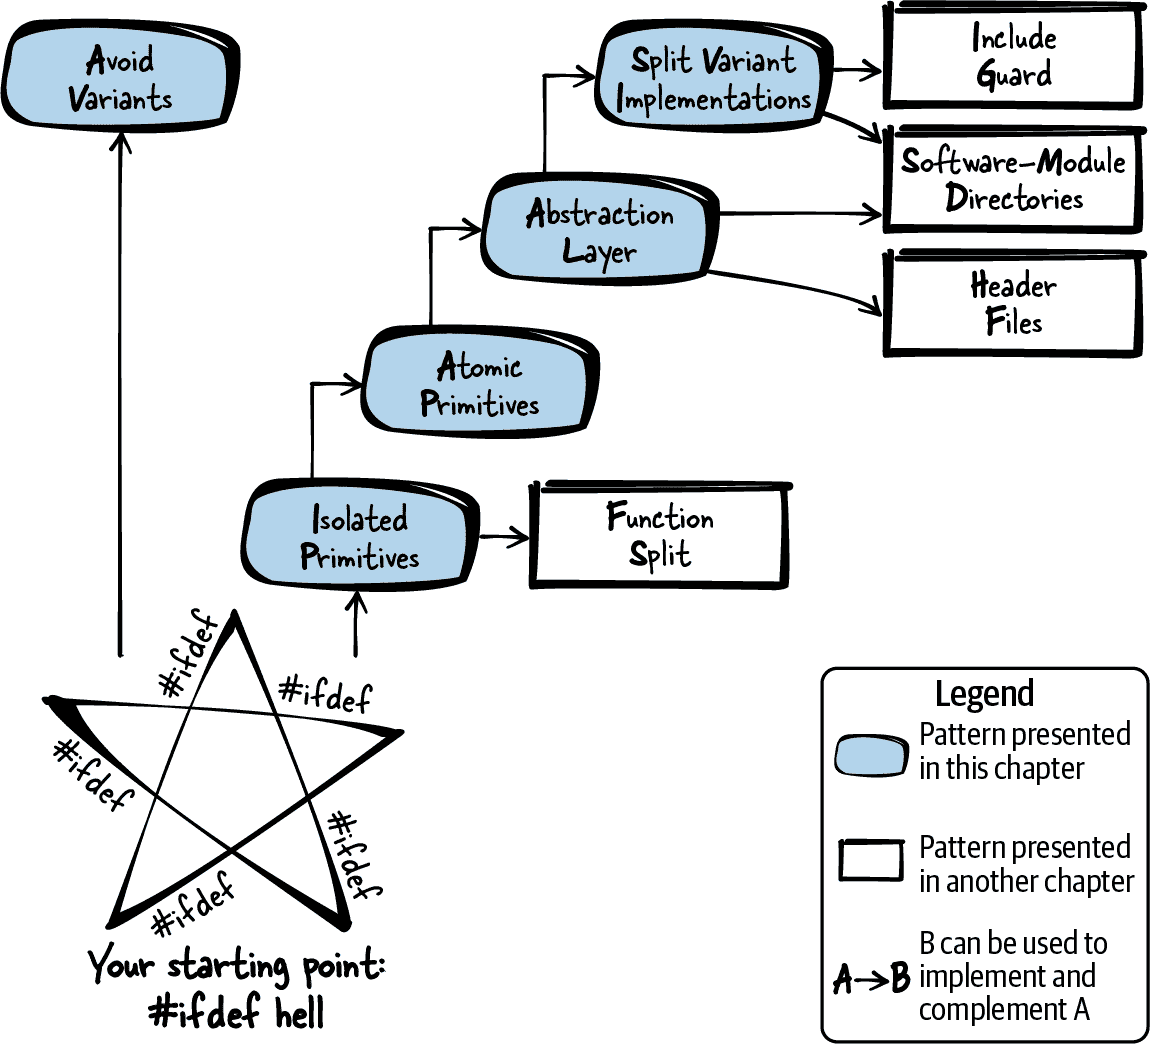 Avoid
Variants
Split Variant
Implementations
Include
Guard
Software-Module
Directories
Abstraction
Layer
Header
Files
Atomic
Primitives
Isolated
Primitives
Function
Split
#ifdef
#ifdef
#ifdef
#ifdef
#ifdef
Your starting point:
#ifdef hell
Legend
Pattern presented
in this chapter
Pattern presented
in another chapter
A→B
B can be used to
implement and
complement A